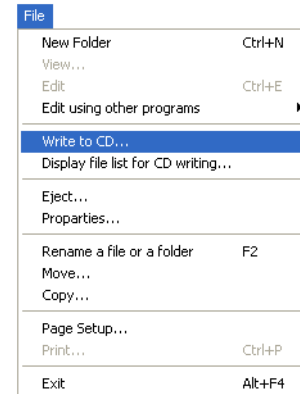 File
New Folder Ctrl+N
View...
Edit Ctrl+E
Edit using other programs
Write to CD...
Display file list for CD writing...
Eject...
Proparties...
Rename a file or a folder F2
Move...
Copy...
Page Setup...
Print... Ctrl+P
Exit Alt+F4